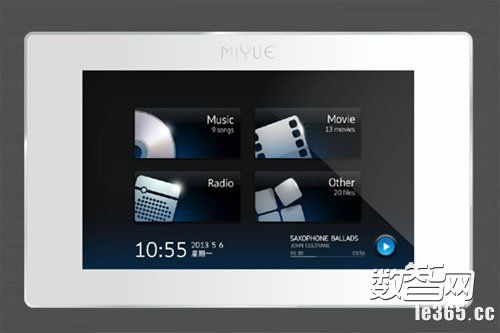 MIYUE
Music
9 songs
Movie
13 movies
Radio
Other
20 files
10:55
2013 5 6
星期一
SAXOPHONE BALLADS
JOHN COLTRANE
01:30
03:56
数智网
le365.cc